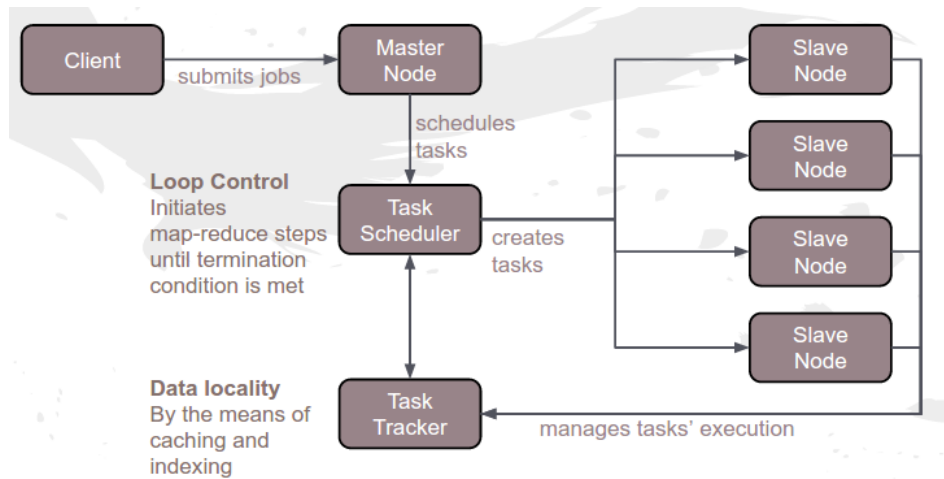 Client
submits jobs
Master
Node
schedules
tasks
Loop Control
Initiates
map-reduce steps
until termination
condition is met
Task
Scheduler
creates
tasks
Slave
Node
Slave
Node
Slave
Node
Slave
Node
Data locality
By the means of
caching and
indexing
Task
Tracker
manages tasks’ execution